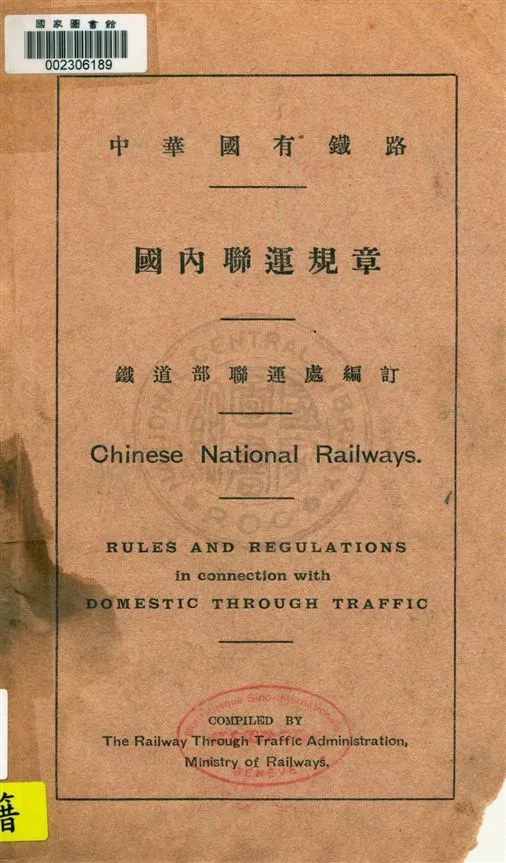 國家圖書館
002306189
中華國有鐵路
國內聯運規章
鐵道部聯運處編訂
Chinese National Railways.
RULES AND REGULATIONS
in connection with
DOMESTIC THROUGH TRAFFIC
COMPILED BY
The Railway Through Traffic Administration,
Ministry of Railways.
GENÈVE
籍